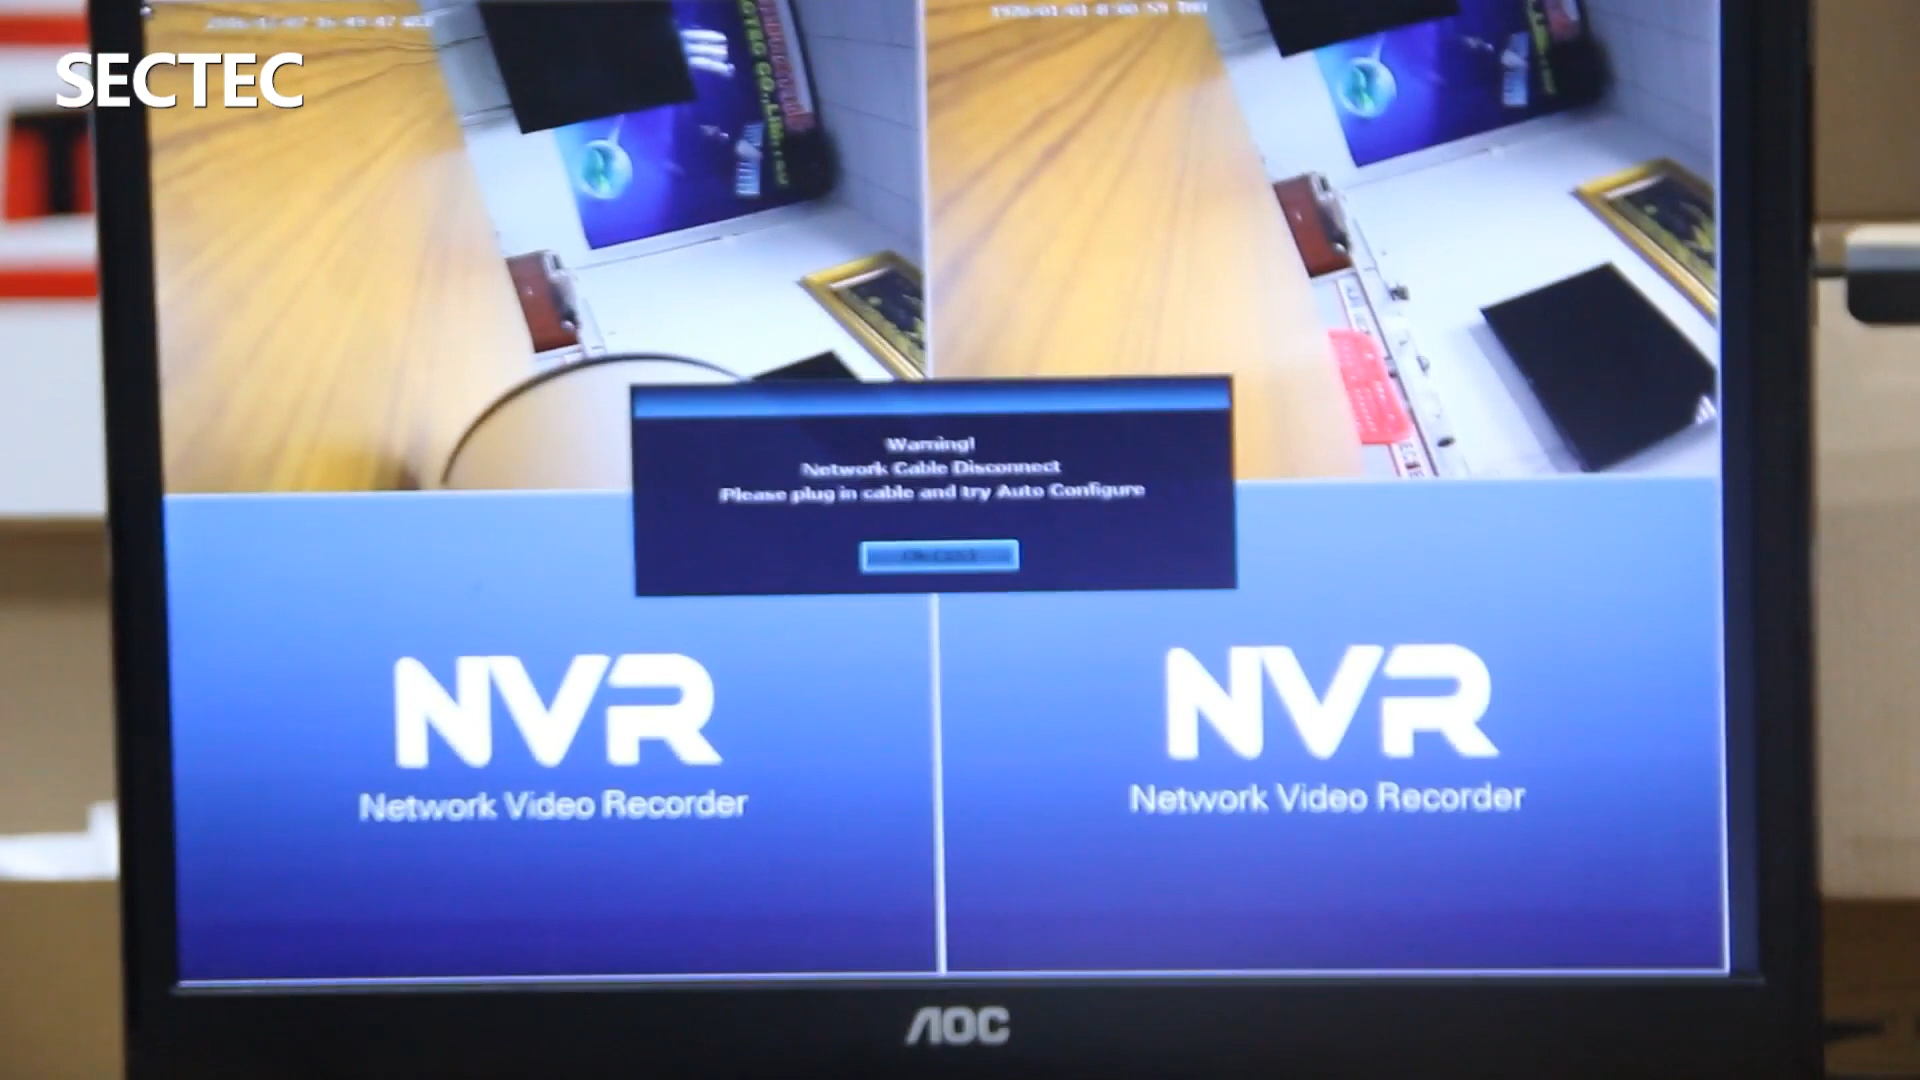 SECTEC
Warning!
Network Cable Disconnect
Please plug in cable and try Auto Configure
NVR
Network Video Recorder
NVR
Network Video Recorder
AOC